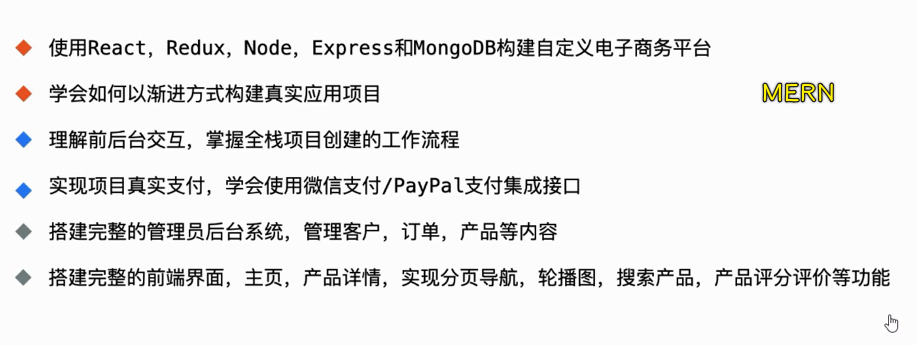 使用React，Redux，Node，Express和MongoDB构建自定义电子商务平台
学会如何以渐进方式构建真实应用项目
MERN
理解前后台交互，掌握全栈项目创建的工作流程
实现项目真实支付，学会使用微信支付/PayPal支付集成接口
搭建完整的管理员后台系统，管理客户，订单，产品等内容
搭建完整的前端界面，主页，产品详情，实现分页导航，轮播图，搜索产品，产品评分评价等功能